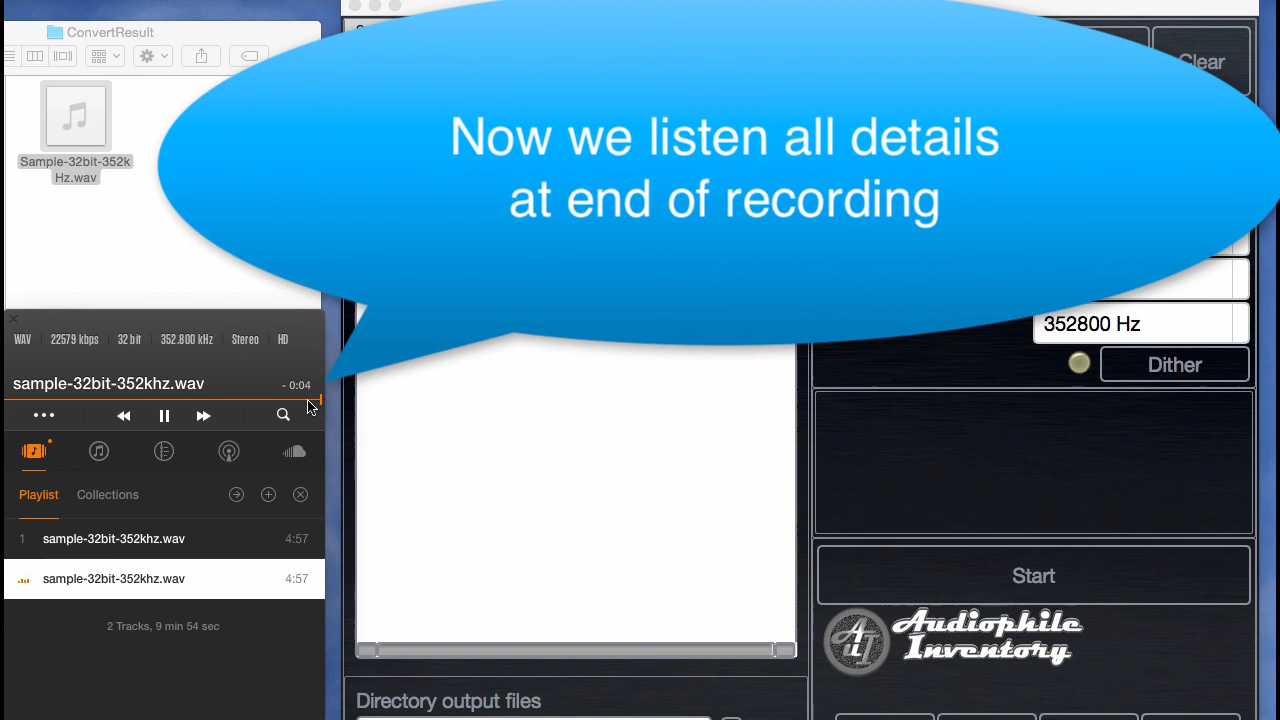 ConvertResult
Sample-32bit-352k
Hz.wav
Now we listen all details
at end of recording
Clear
352800 Hz
Dither
WAV 22579 kbps 32 bit 352.800 kHz Stereo HD
sample-32bit-352khz.wav - 0:04
Playlist Collections
1 sample-32bit-352khz.wav 4:57
sample-32bit-352khz.wav 4:57
2 Tracks, 9 min 54 sec
Start
AuI
Audiophile
Inventory
Directory output files